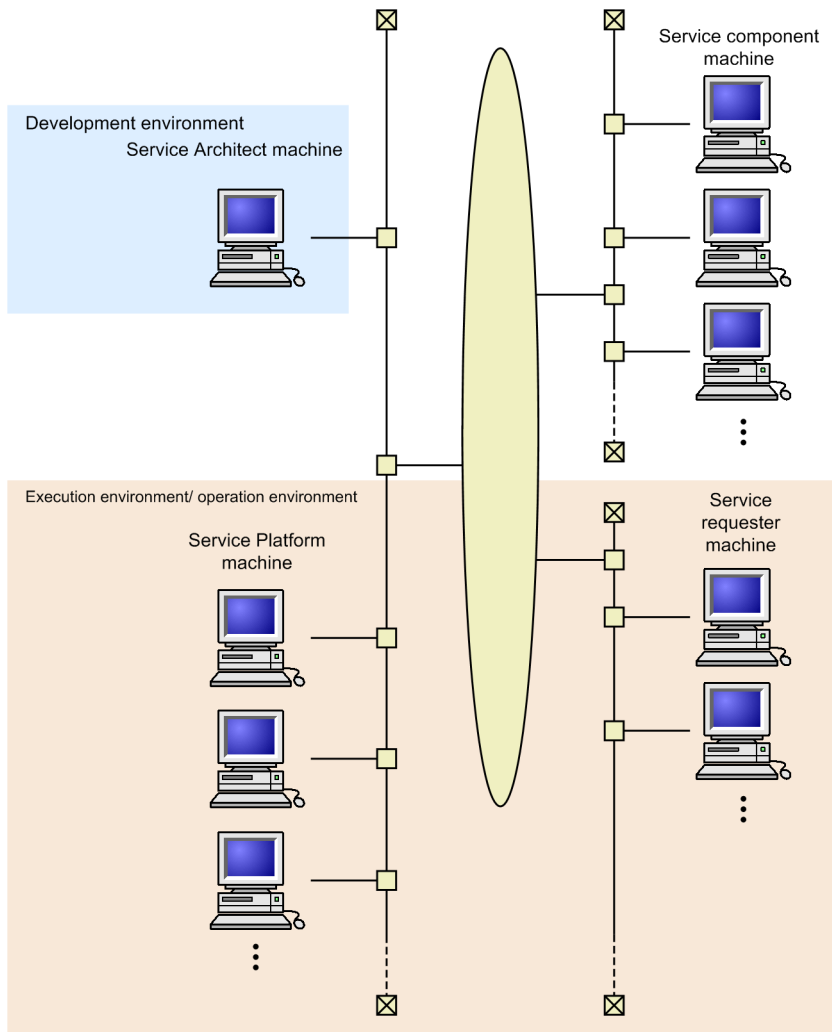 Service component
machine
Development environment
Service Architect machine
Execution environment/ operation environment
Service Platform
machine
Service
requester
machine